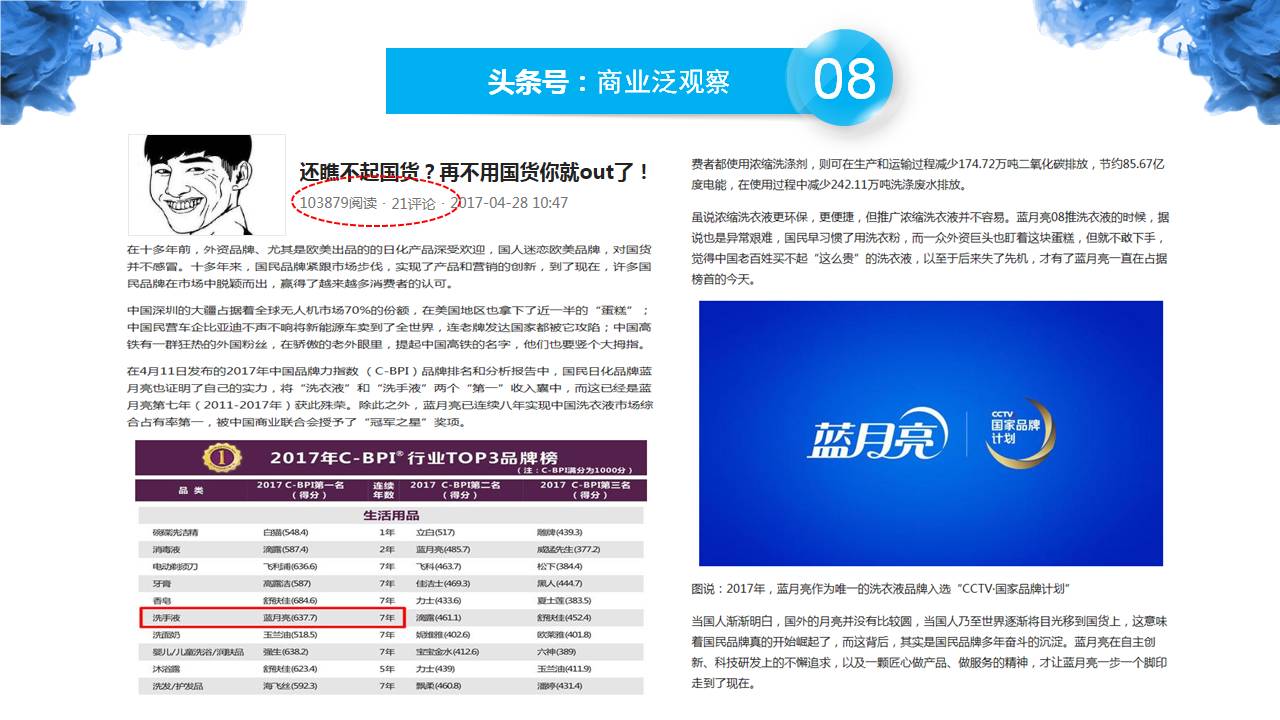 头条号：商业泛观察
08
还瞧不起国货？再不用国货你就out了！
103879阅读 · 21评论 · 2017-04-28 10:47
在十多年前，外资品牌、尤其是欧美出品的的日化产品深受欢迎，国人迷恋欧美品牌，对国货
并不感冒。十多年来，国民品牌紧跟市场步伐，实现了产品和营销的创新，到了现在，许多国
民品牌在市场中脱颖而出，赢得了越来越多消费者的认可。
中国深圳的大疆占据着全球无人机市场70%的份额，在美国地区也拿下了近一半的“蛋糕”；
中国民营车企比亚迪不声不响将新能源车卖到了全世界，连老牌发达国家都被它攻陷；中国高
铁有一群狂热的外国粉丝，在骄傲的老外眼里，提起中国高铁的名字，他们也要竖个大拇指。
在4月11日发布的2017年中国品牌力指数（C-BPI）品牌排名和分析报告中，国民日化品牌蓝
月亮也证明了自己的实力，将“洗衣液”和“洗手液”两个“第一”收入囊中，而这已经是蓝
月亮第七年（2011-2017年）获此殊荣。除此之外，蓝月亮已连续八年实现中国洗衣液市场综
合占有率第一，被中国商业联合会授予了“冠军之星”奖项。
1
2017年C-BPI®行业TOP3品牌榜
（注：C-BPI满分为1000分）
品 类 2017 C-BPI第一名（得分） 连续年数 2017 C-BPI第二名（得分） 2017 C-BPI第三名（得分）
生活用品
碗碟洗洁精 白猫(548.4) 1年 立白(517) 雕牌(439.3)
消毒液 滴露(587.4) 2年 蓝月亮(485.7) 威猛先生(377.2)
电动剃须刀 飞利浦(636.6) 7年 飞科(463.7) 松下(384.4)
牙膏 高露洁(587) 7年 佳洁士(469.3) 黑人(444.7)
香皂 舒肤佳(684.6) 7年 力士(433.6) 夏士莲(383.5)
洗手液 蓝月亮(637.7) 7年 滴露(461.1) 舒肤佳(452.4)
洗面奶 玉兰油(518.5) 7年 妮维雅(402.6) 欧莱雅(401.8)
婴儿/儿童洗浴/润肤品 强生(638.2) 7年 宝宝金水(412.6) 六神(389)
沐浴露 舒肤佳(623.4) 5年 力士(439) 玉兰油(411.9)
洗发/护发品 海飞丝(592.3) 7年 飘柔(460.8) 潘婷(431.4)
费者都使用浓缩洗涤剂，则可在生产和运输过程减少174.72万吨二氧化碳排放，节约85.67亿
度电能，在使用过程中减少242.11万吨洗涤废水排放。
虽说浓缩洗衣液更环保，更便捷，但推广浓缩洗衣液并不容易。蓝月亮08推洗衣液的时候，据
说也是异常艰难，国民早习惯了用洗衣粉，而一众外资巨头也盯着这块蛋糕，但就不敢下手，
觉得中国老百姓买不起“这么贵”的洗衣液，以至于后来失了先机，才有了蓝月亮一直在占据
榜首的今天。
蓝月亮
CCTV
国家品牌
计划
图说：2017年，蓝月亮作为唯一的洗衣液品牌入选“CCTV-国家品牌计划”
当国人渐渐明白，国外的月亮并没有比较圆，当国人乃至世界逐渐将目光移到国货上，这意味
着国民品牌真的开始崛起了，而这背后，其实是国民品牌多年奋斗的沉淀。蓝月亮在自主创
新、科技研发上的不懈追求，以及一颗匠心做产品、做服务的精神，才让蓝月亮一步一个脚印
走到了现在。